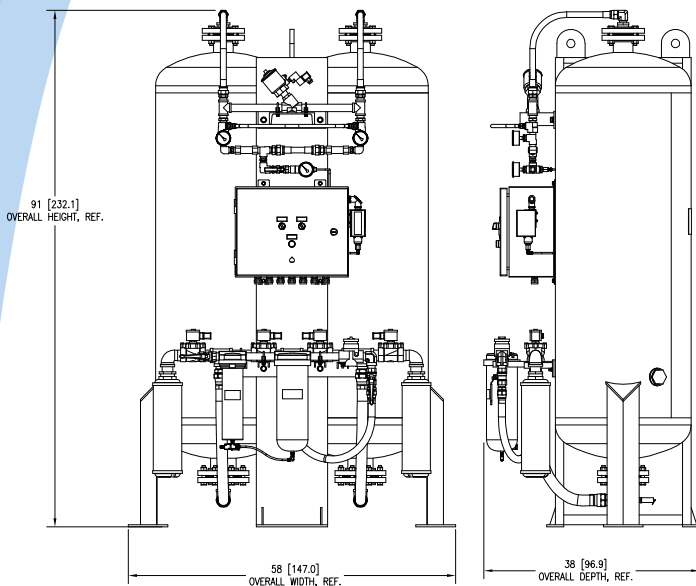 91 [232.1]
OVERALL HEIGHT, REF.
58 [147.0]
OVERALL WIDTH, REF.
38 [96.9]
OVERALL DEPTH, REF.